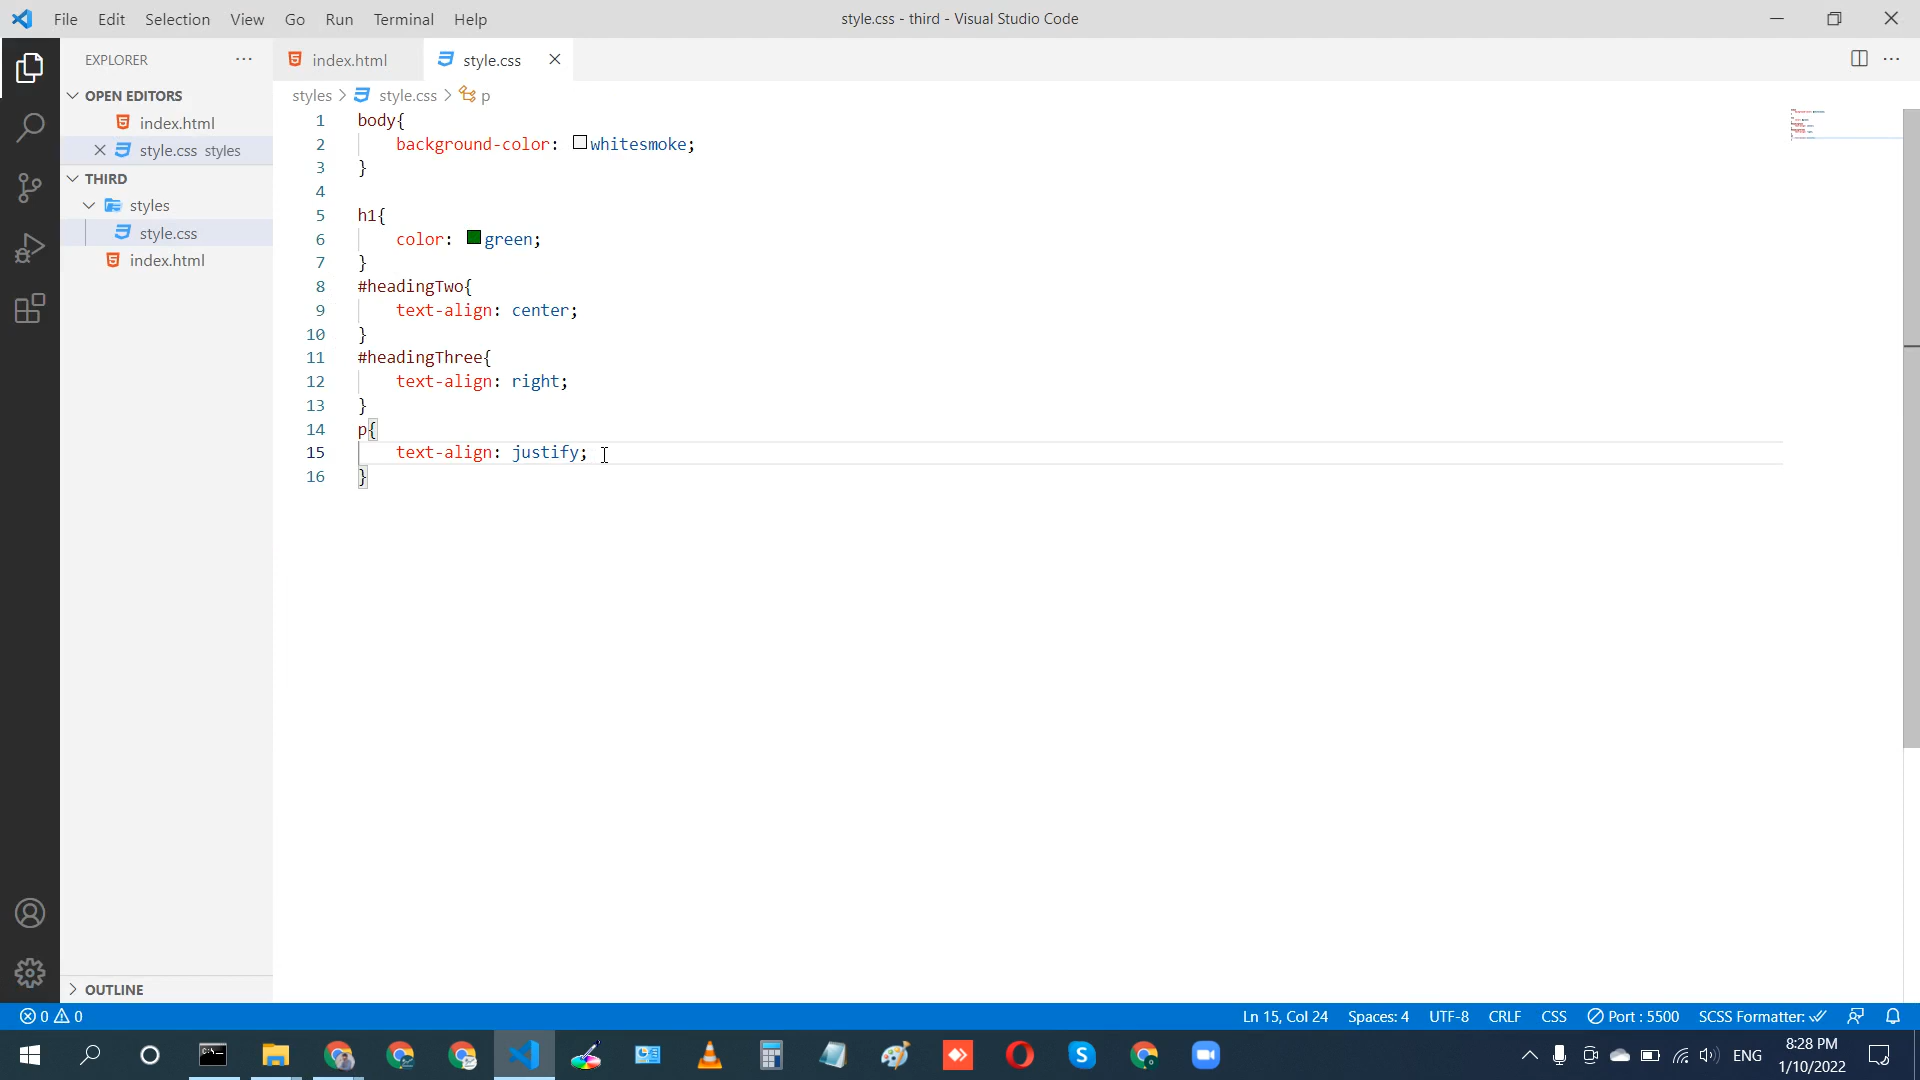 File Edit Selection View Go Run Terminal Help
style.css - third - Visual Studio Code
EXPLORER
index.html
style.css
OPEN EDITORS
styles > style.css > p
index.html
style.css styles
THIRD
styles
style.css
index.html
1 body{
2 background-color: whitesmoke;
3 }
4
5 h1{
6 color: green;
7 }
8 #headingTwo{
9 text-align: center;
10 }
11 #headingThree{
12 text-align: right;
13 }
14 p{
15 text-align: justify;
16 }
OUTLINE
0 0 Ln 15, Col 24 Spaces: 4 UTF-8 CRLF CSS Port : 5500 SCSS Formatter:
ENG
8:28 PM
1/10/2022